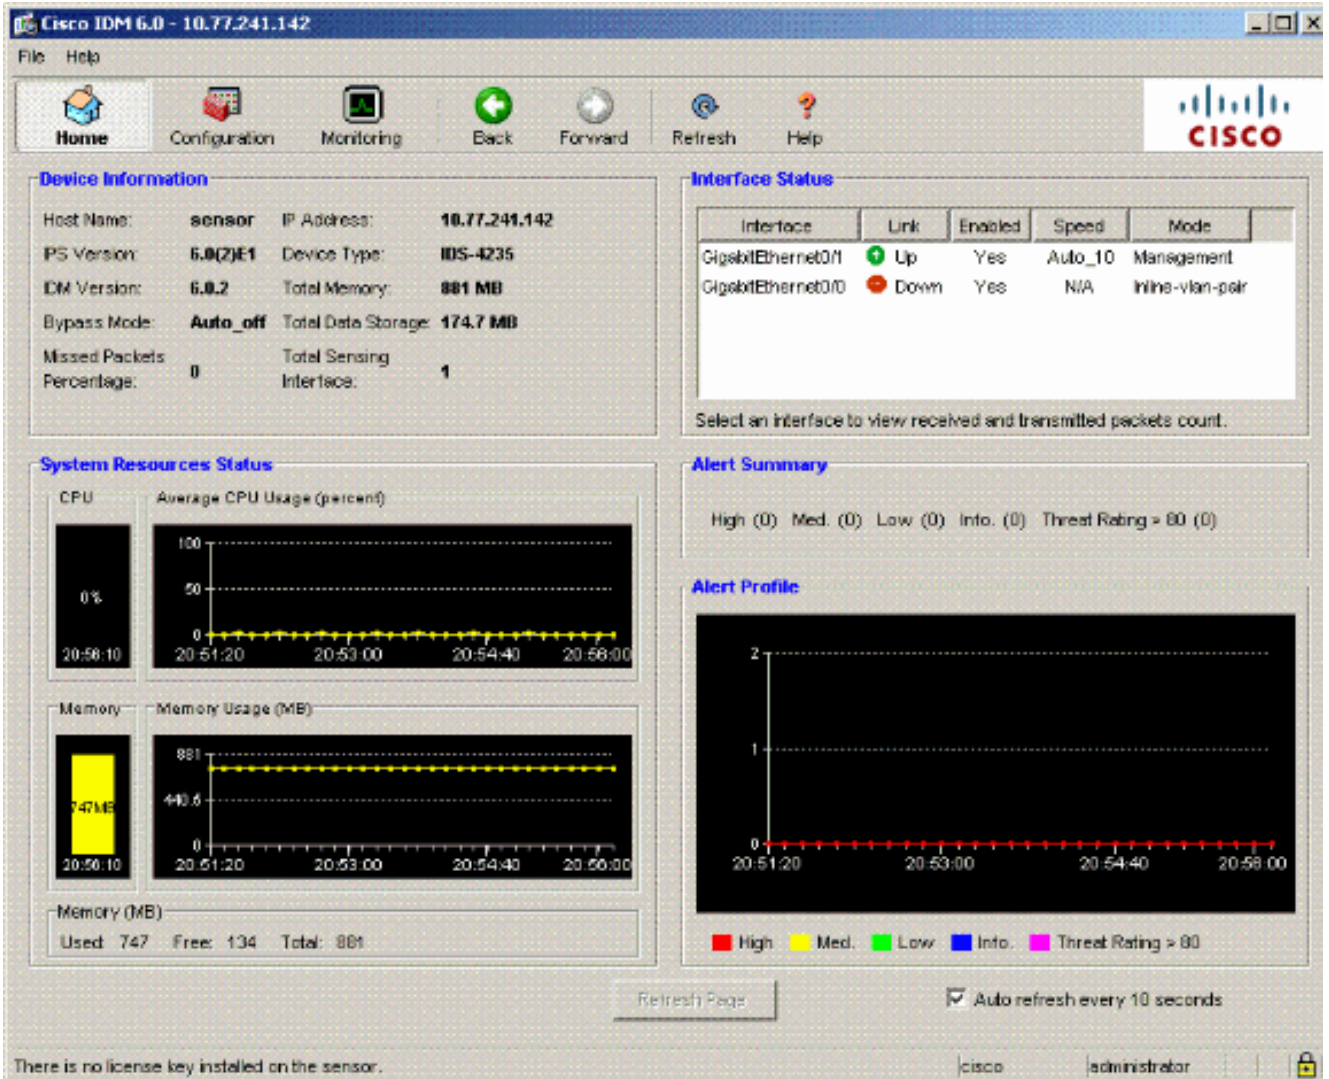 Cisco IDM 6.0 - 10.77.241.142
File Help
Home Configuration Monitoring Back Forward Refresh Help
CISCO
Device Information
Host Name: sensor IP Address: 10.77.241.142
IPS Version: 6.0(2)E1 Device Type: IDS-4235
IDM Version: 6.0.2 Total Memory: 881 MB
Bypass Mode: Auto_off Total Data Storage: 174.7 MB
Missed Packets Percentage: 0 Total Sensing Interface: 1
Interface Status
Interface Link Enabled Speed Mode
GigabitEthernet0/1 Up Yes Auto_10 Management
GigabitEthernet0/0 Down Yes N/A Inline-vlan-pair
Select an interface to view received and transmitted packets count.
System Resources Status
CPU
0%
20:56:10
Average CPU Usage (percent)
100
50
0
20:51:20 20:53:00 20:54:40 20:56:00
Memory
747MB
20:56:10
Memory Usage (MB)
881
440.5
0
20:51:20 20:53:00 20:54:40 20:56:00
Memory (MB)
Used: 747 Free: 134 Total: 881
Alert Summary
High (0) Med. (0) Low (0) Info. (0) Threat Rating > 80 (0)
Alert Profile
2
1
0
20:51:20 20:53:00 20:54:40 20:56:00
High Med. Low Info. Threat Rating > 80
Refresh Page
Auto refresh every 10 seconds
There is no license key installed on the sensor.
cisco administrator